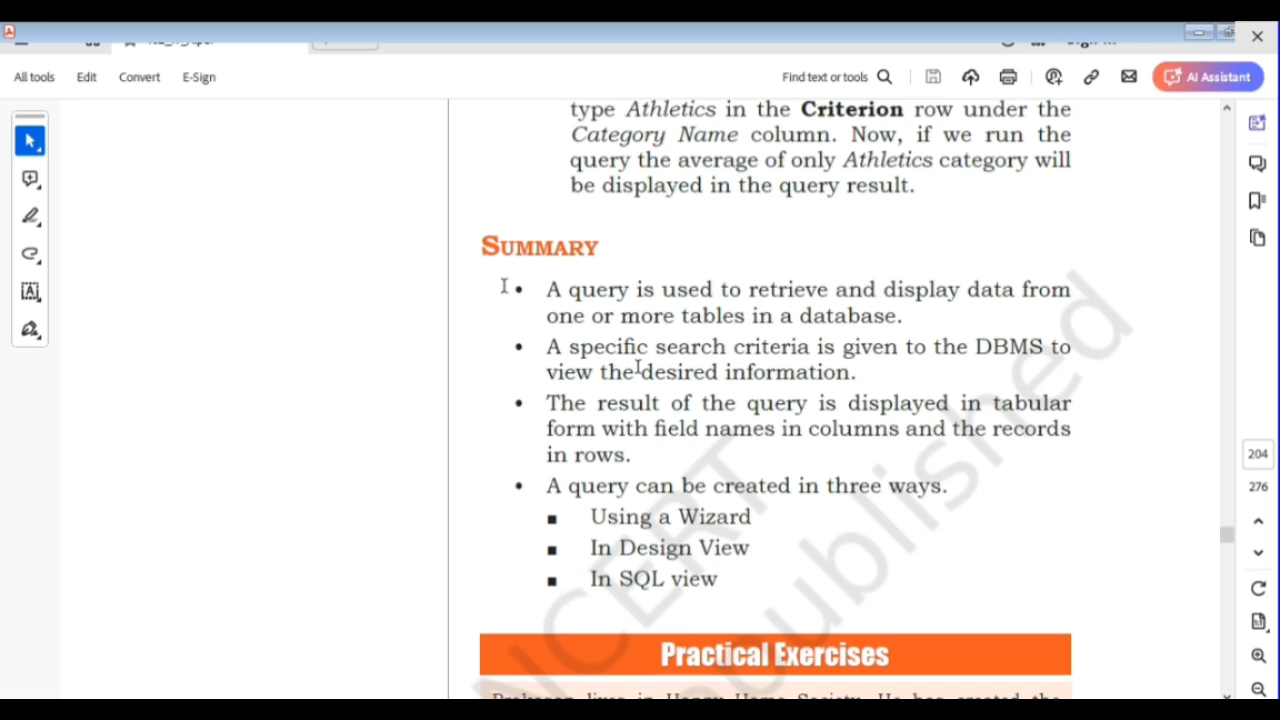 All tools Edit Convert E-Sign Find text or tools AI Assistant
type Athletics in the Criterion row under the
Category Name column. Now, if we run the
query the average of only Athletics category will
be displayed in the query result.
SUMMARY
• A query is used to retrieve and display data from
one or more tables in a database.
• A specific search criteria is given to the DBMS to
view the desired information.
• The result of the query is displayed in tabular
form with field names in columns and the records
in rows.
• A query can be created in three ways.
▪ Using a Wizard
▪ In Design View
▪ In SQL view
Practical Exercises
204
276
NCERT
published